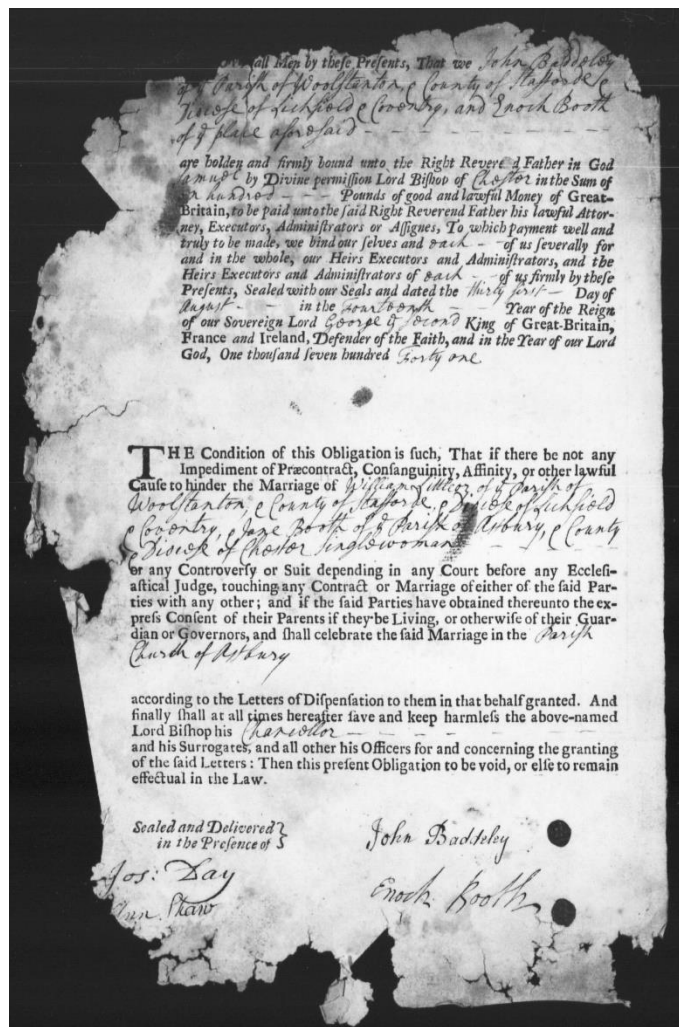 all Men by these Presents, That we John Baddeley
of yᵉ Parish of Woolstanton, & County of Stafforde &
Diocese of Lichfield & Coventry, and Enoch Booth
of yᵉ place aforesaid - - - - - - -
are holden and firmly bound unto the Right Revere d Father in God
amuel by Divine permission Lord Bishop of Chester in the Sum of
hundred - - - Pounds of good and lawful Money of Great-
Britain, to be paid unto the said Right Reverend Father his lawful Attor-
ney, Executors, Administrators or Assignes, To which payment well and
truly to be made, we bind our selves and each - - of us severally for
and in the whole, our Heirs Executors and Administrators, and the
Heirs Executors and Administrators of each - - of us firmly by these
Presents, Sealed with our Seals and dated the thirty first - Day of
August - - in the Fourteenth - - Year of the Reign
of our Sovereign Lord George yᵉ Second King of Great-Britain,
France and Ireland, Defender of the Faith, and in the Year of our Lord
God, One thousand seven hundred Forty one
THE Condition of this Obligation is such, That if there be not any
Impediment of Præcontract, Consanguinity, Affinity, or other lawful
Cause to hinder the Marriage of William of yᵉ Parish of
Woolstanton, & County of Stafforde, & Diocese of Lichfield
& Coventry, & Jane Booth of yᵉ Parish of Astbury, & County
& Diocese of Chester Singlewoman - - - -
or any Controversy or Suit depending in any Court before any Ecclesi-
astical Judge, touching any Contract or Marriage of either of the said Par-
ties with any other; and if the said Parties have obtained thereunto the ex-
press Consent of their Parents if they be Living, or otherwise of their Guar-
dian or Governors, and shall celebrate the said Marriage in the Parish
Church of Astbury
according to the Letters of Dispensation to them in that behalf granted. And
finally shall at all times hereafter save and keep harmless the above-named
Lord Bishop his Chancellor - - - - - -
and his Surrogates, and all other his Officers for and concerning the granting
of the said Letters: Then this present Obligation to be void, or else to remain
effectual in the Law.
Sealed and Delivered
in the Presence of
John Baddeley
Jos: Day
Enoch Booth
Ann Shaw